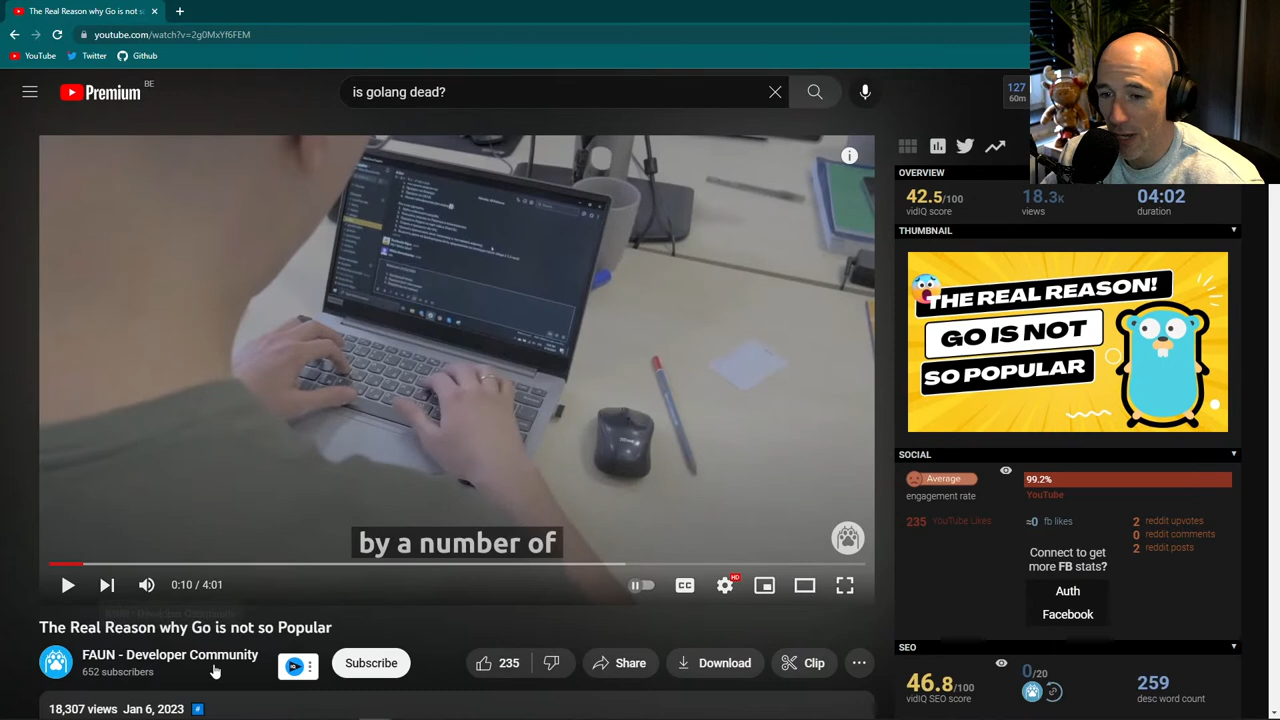 The Real Reason why Go is not s
youtube.com/watch?v=2g0MxYf6FEM
YouTube
Twitter
Github
Premium
BE
is golang dead?
127
60m
OVERVIEW
42.5/100
vidIQ score
18.3K
views
04:02
duration
THUMBNAIL
THE REAL REASON!
GO IS NOT
SO POPULAR
SOCIAL
Average
engagement rate
99.2%
YouTube
235 YouTube Likes
≈0 fb likes
2 reddit upvotes
0 reddit comments
2 reddit posts
Connect to get
more FB stats?
Auth
Facebook
SEO
46.8/100
vidIQ SEO score
0/20
259
desc word count
by a number of
0:10 / 4:01
CC
HD
The Real Reason why Go is not so Popular
FAUN - Developer Community
652 subscribers
Subscribe
235
Share
Download
Clip
18,307 views Jan 6, 2023 #